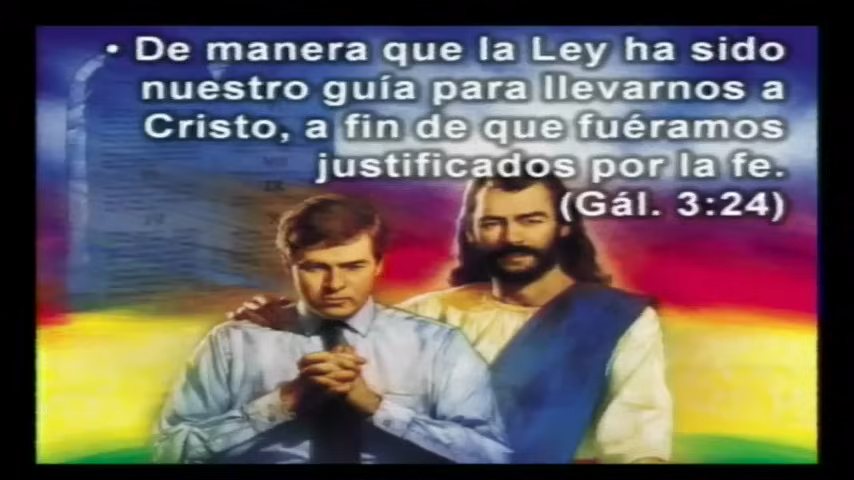 • De manera que la Ley ha sido
nuestro guía para llevarnos a
Cristo, a fin de que fuéramos
justificados por la fe.
(Gál. 3:24)